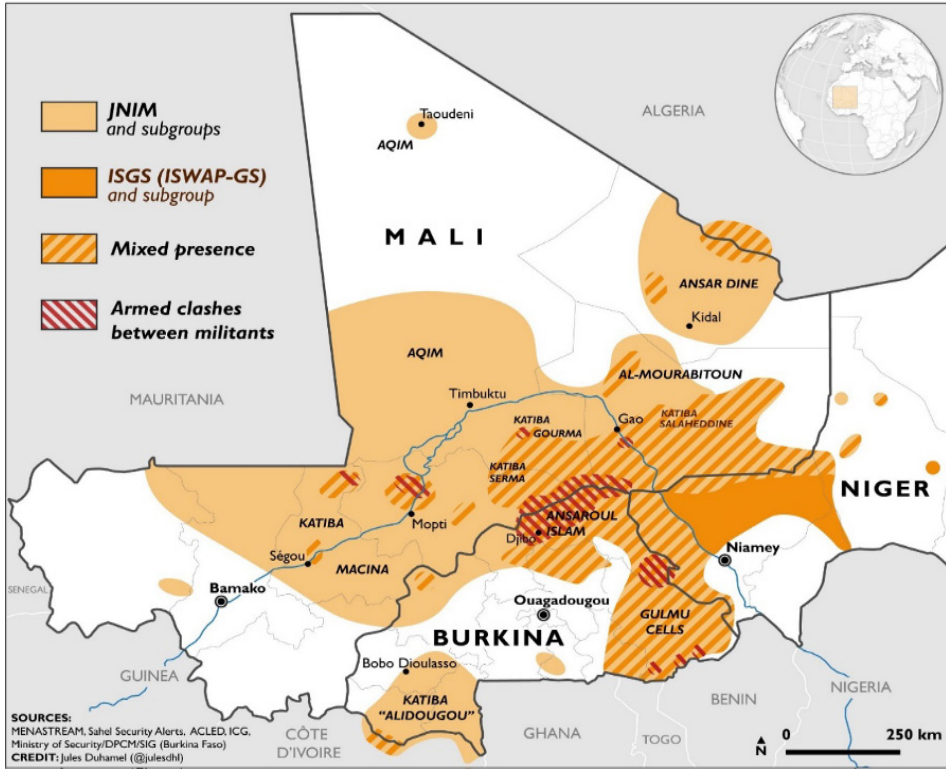 JNIM
and subgroups
ISGS (ISWAP-GS)
and subgroup
Mixed presence
Armed clashes
between militants
ALGERIA
Taoudeni
AQIM
MALI
ANSAR DINE
Kidal
AQIM
AL-MOURABITOUN
MAURITANIA
Timbuktu
KATIBA
GOURMA
Gao
KATIBA
SALAHEDDINE
KATIBA
SERMA
NIGER
KATIBA
Mopti
ANSAROUL
ISLAM
Djibo
Ségou
MACINA
Niamey
SENEGAL
Bamako
Ouagadougou
GULMU
CELLS
BURKINA
GUINEA
Bobo Dioulasso
BENIN
NIGERIA
KATIBA
"ALIDOUGOU"
SOURCES:
MENASTREAM, Sahel Security Alerts, ACLED, ICG,
Ministry of Security/DPCM/SIG (Burkina Faso)
CREDIT: Jules Duhamel (@julesdhl)
CÔTE
D'IVOIRE
GHANA
TOGO
N
0
250 km